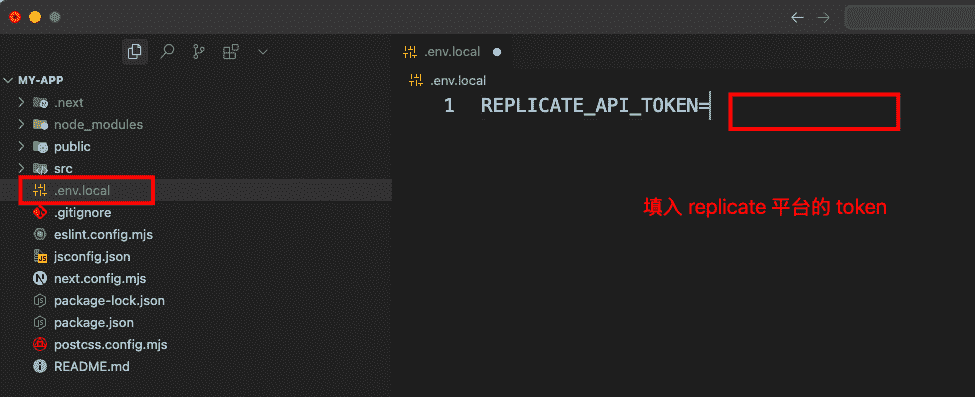 .env.local
MY-APP
.env.local
.next
1 REPLICATE_API_TOKEN=
node_modules
public
src
.env.local
填入 replicate 平台的 token
.gitignore
eslint.config.mjs
jsconfig.json
next.config.mjs
package-lock.json
package.json
postcss.config.mjs
README.md